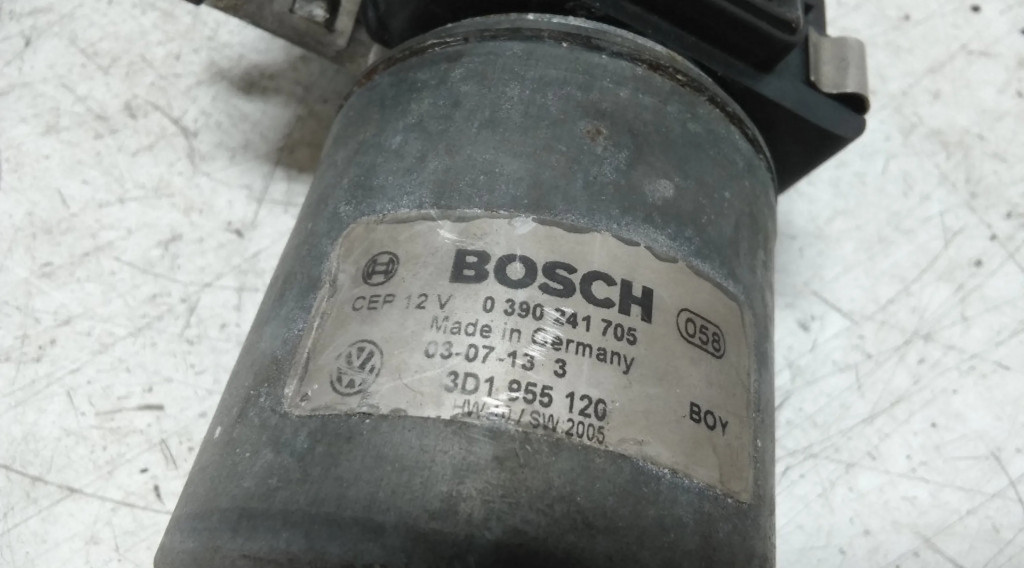 BOSCH
CEP 12 V 0 390 241 705
058
Made in Germany
03-07-13 3
3D1 955 120
BOY
/ SW 2005